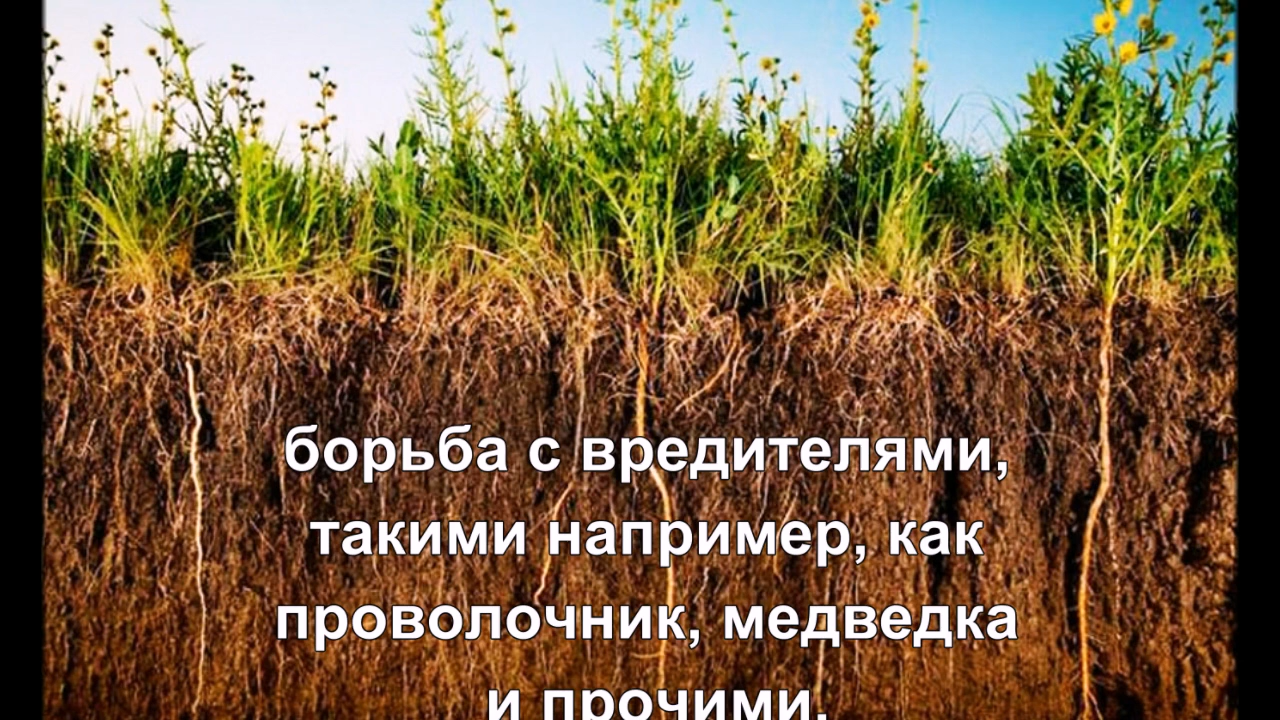 борьба с вредителями,
такими например, как
проволочник, медведка
и прочими.